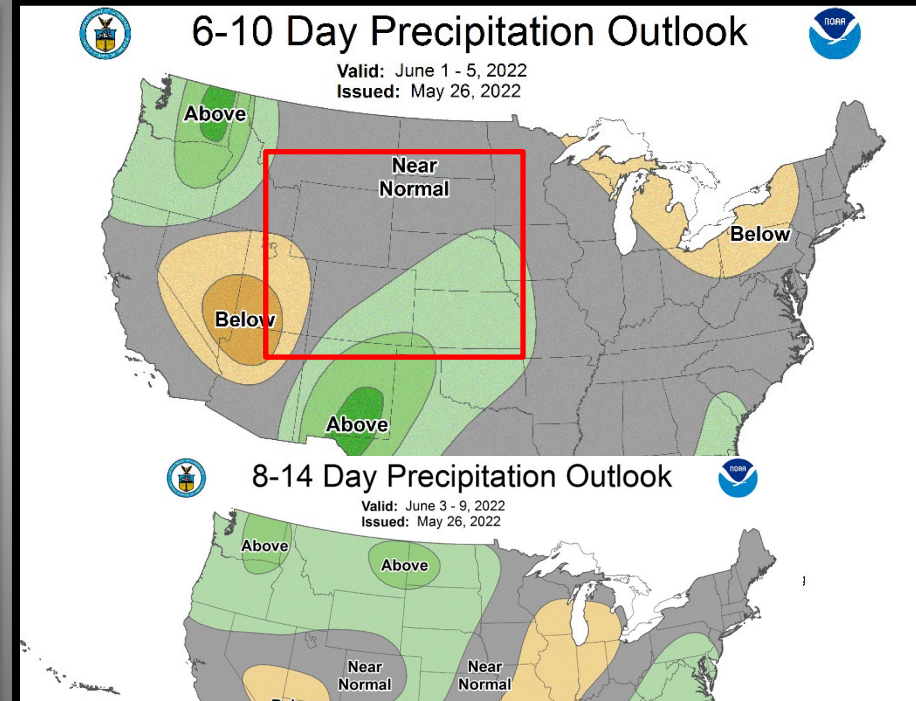 6-10 Day Precipitation Outlook
NOAA
Valid: June 1 - 5, 2022
Issued: May 26, 2022
Above
Near
Normal
Below
Below
Above
8-14 Day Precipitation Outlook
NOAA
Valid: June 3 - 9, 2022
Issued: May 26, 2022
Above
Above
Near
Normal
Near
Normal